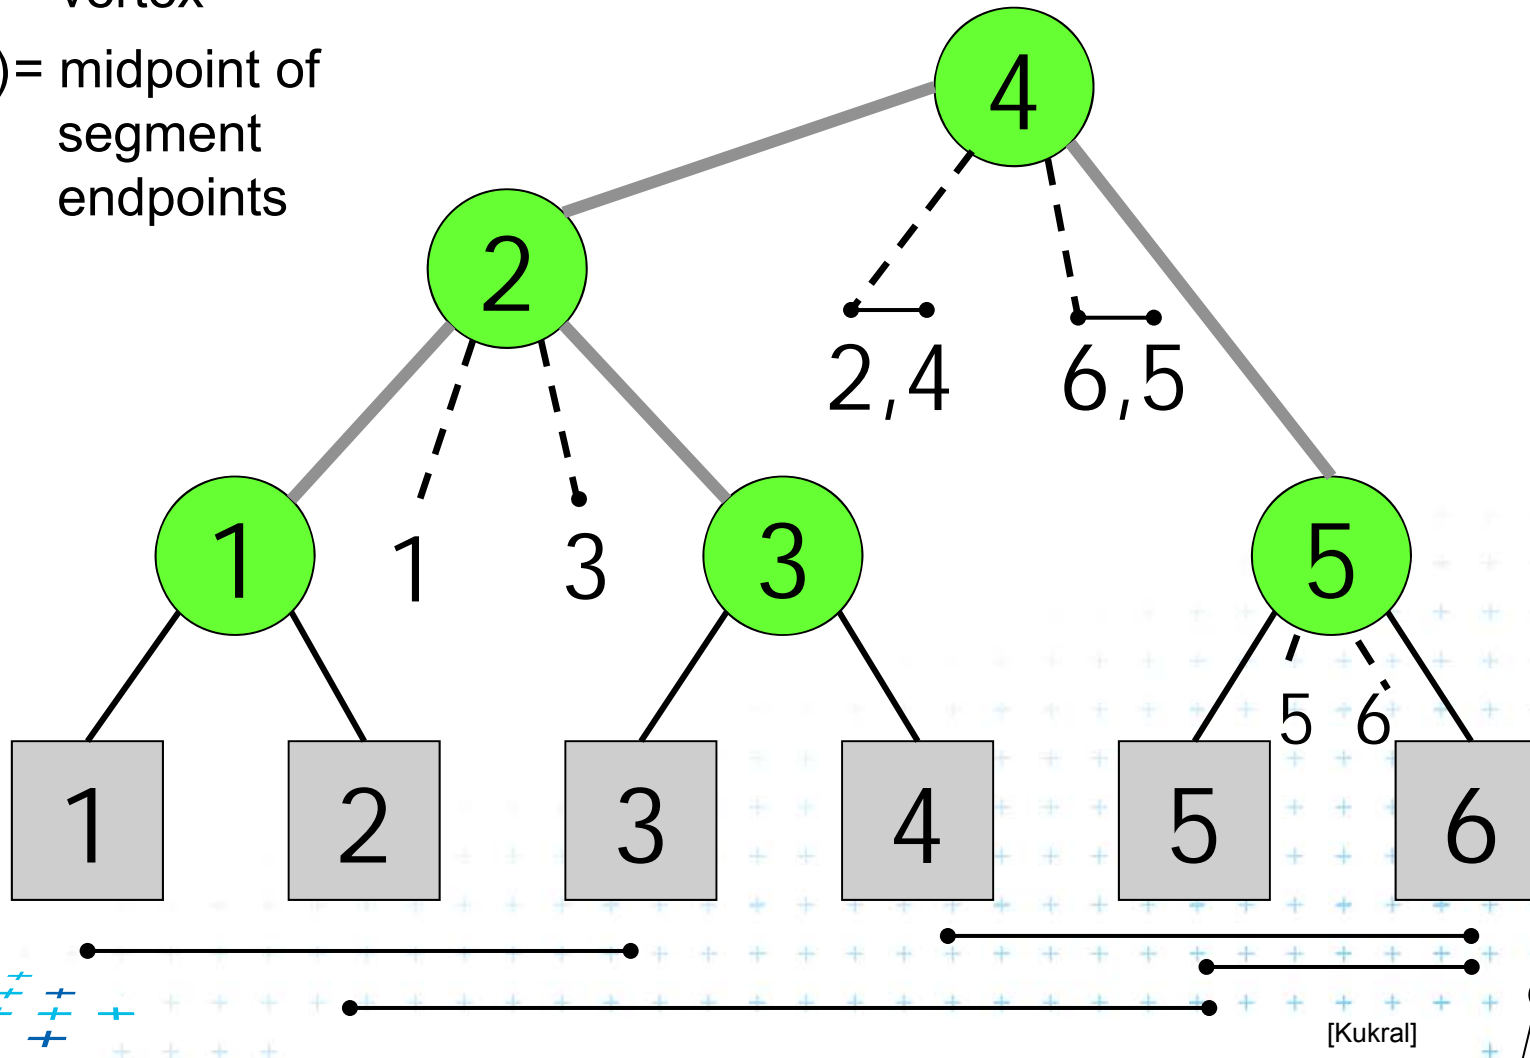 vertex
)= midpoint of
segment
endpoints
4
2
2,4 6,5
1 1 3 3 5
5 6
1 2 3 4 5 6
[Kukral]